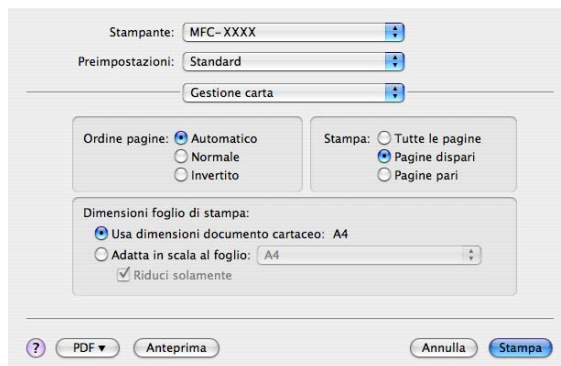 Stampante: MFC-XXXX
Preimpostazioni: Standard
Gestione carta
Ordine pagine: Automatico
Normale
Invertito
Stampa: Tutte le pagine
Pagine dispari
Pagine pari
Dimensioni foglio di stampa:
Usa dimensioni documento cartaceo: A4
Adatta in scala al foglio: A4
Riduci solamente
? PDF ▼ Anteprima Annulla Stampa